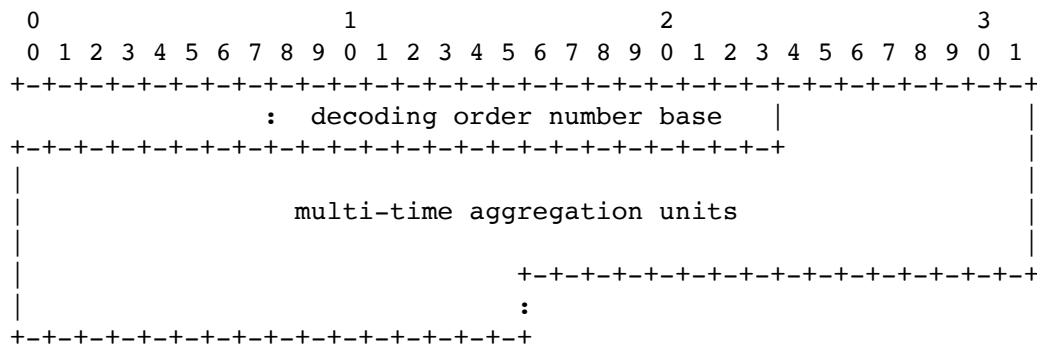 0                   1                   2                   3
 0 1 2 3 4 5 6 7 8 9 0 1 2 3 4 5 6 7 8 9 0 1 2 3 4 5 6 7 8 9 0 1
+-+-+-+-+-+-+-+-+-+-+-+-+-+-+-+-+-+-+-+-+-+-+-+-+-+-+-+-+-+-+-+-+
                :  decoding order number base   |               |
+-+-+-+-+-+-+-+-+-+-+-+-+-+-+-+-+-+-+-+-+-+-+-+-+               |
|                                                               |
|                 multi-time aggregation units                  |
|                                                               |
|                               +-+-+-+-+-+-+-+-+-+-+-+-+-+-+-+-+
|                               :
+-+-+-+-+-+-+-+-+-+-+-+-+-+-+-+-+